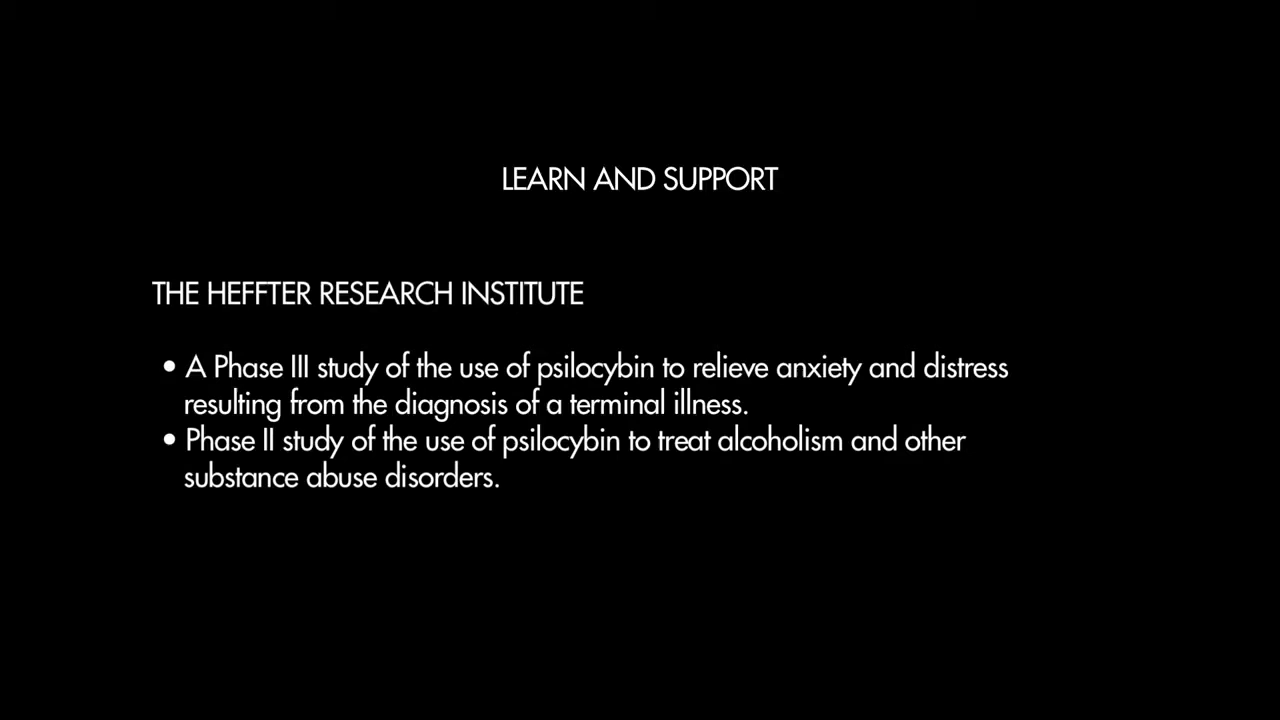 LEARN AND SUPPORT
THE HEFFTER RESEARCH INSTITUTE
• A Phase III study of the use of psilocybin to relieve anxiety and distress
resulting from the diagnosis of a terminal illness.
• Phase II study of the use of psilocybin to treat alcoholism and other
substance abuse disorders.